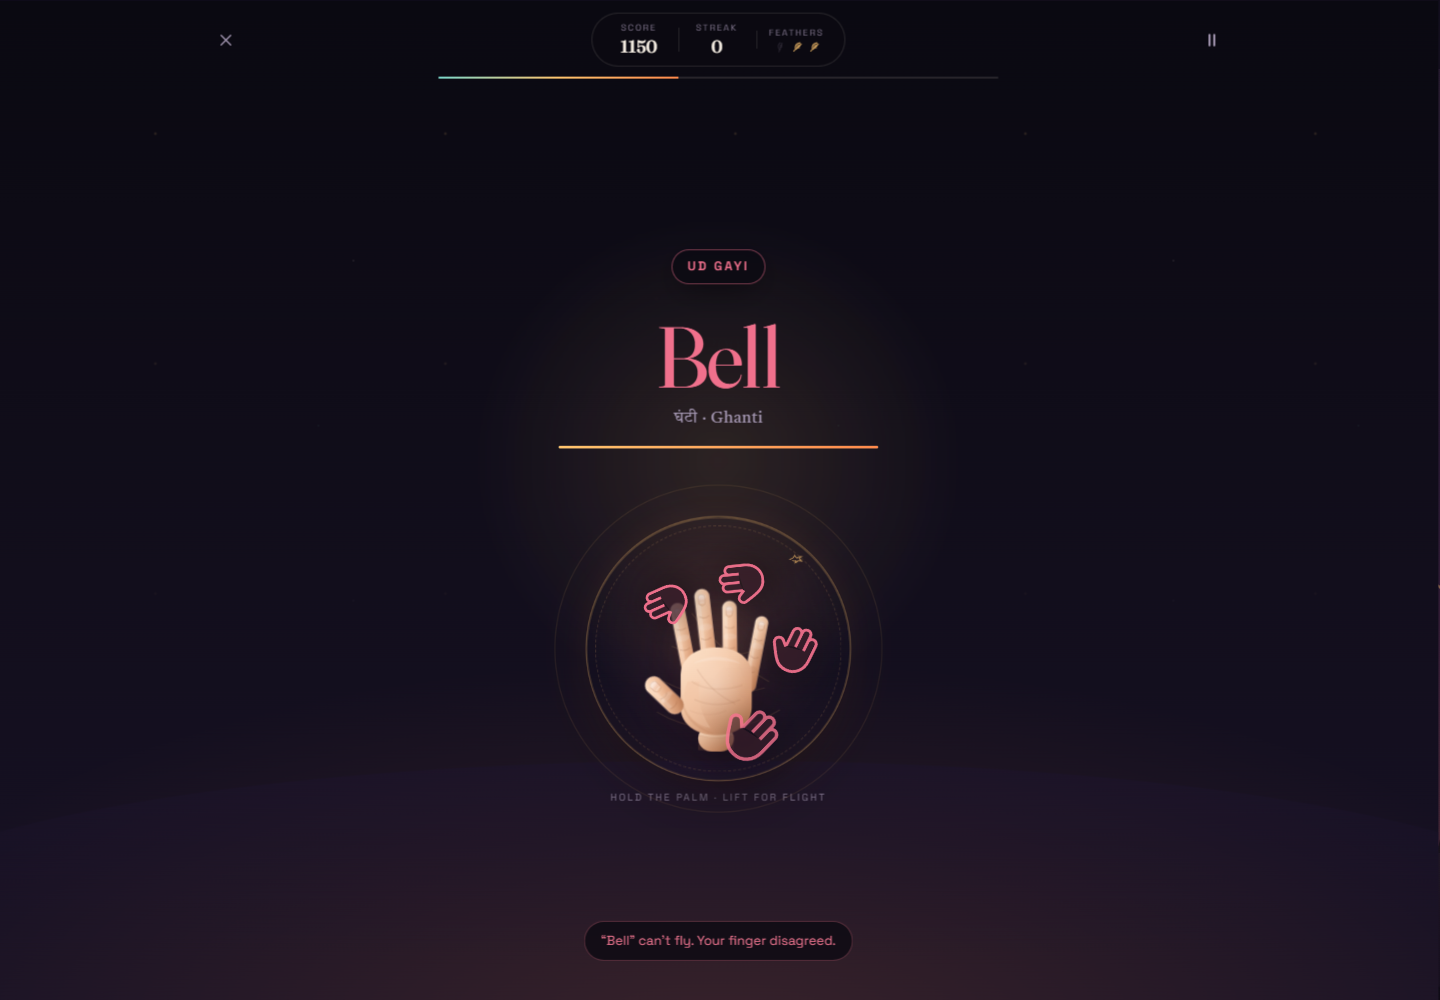 SCORE
1150
STREAK
0
FEATHERS
UD GAYI
Bell
घंटी · Ghanti
HOLD THE PALM · LIFT FOR FLIGHT
“Bell” can’t fly. Your finger disagreed.